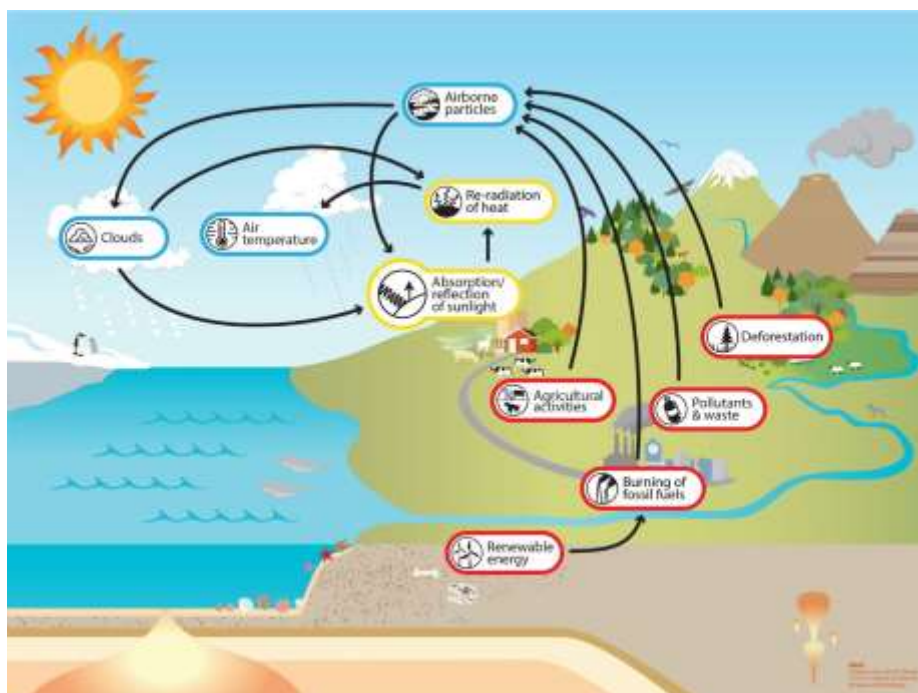 Airborne
particles
Re-radiation
of heat
Clouds
Air
temperature
Absorption/
reflection
of sunlight
Deforestation
Agricultural
activities
Pollutants
& waste
Burning of
fossil fuels
Renewable
energy